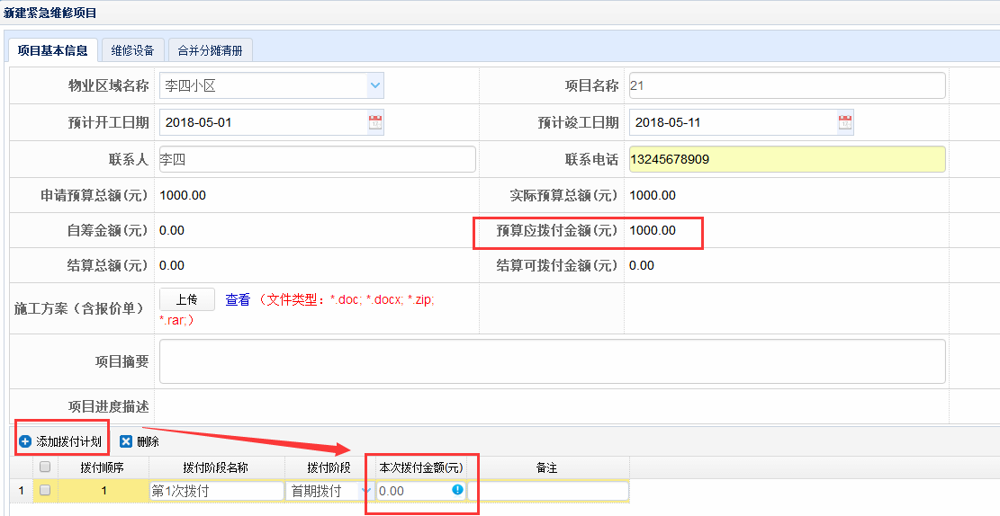 新建紧急维修项目
项目基本信息 维修设备 合并分摊清册
物业区域名称 李四小区 项目名称 21
预计开工日期 2018-05-01 预计竣工日期 2018-05-11
联系人 李四 联系电话 13245678909
申请预算总额(元) 1000.00 实际预算总额(元) 1000.00
自筹金额(元) 0.00 预算应拨付金额(元) 1000.00
结算总额(元) 0.00 结算可拨付金额(元) 0.00
施工方案（含报价单） 上传 查看 （文件类型：*.doc; *.docx; *.zip;
*.rar;）
项目摘要
项目进度描述
添加拨付计划 删除
拨付顺序 拨付阶段名称 拨付阶段 本次拨付金额(元) 备注
1 1 第1次拨付 首期拨付 0.00